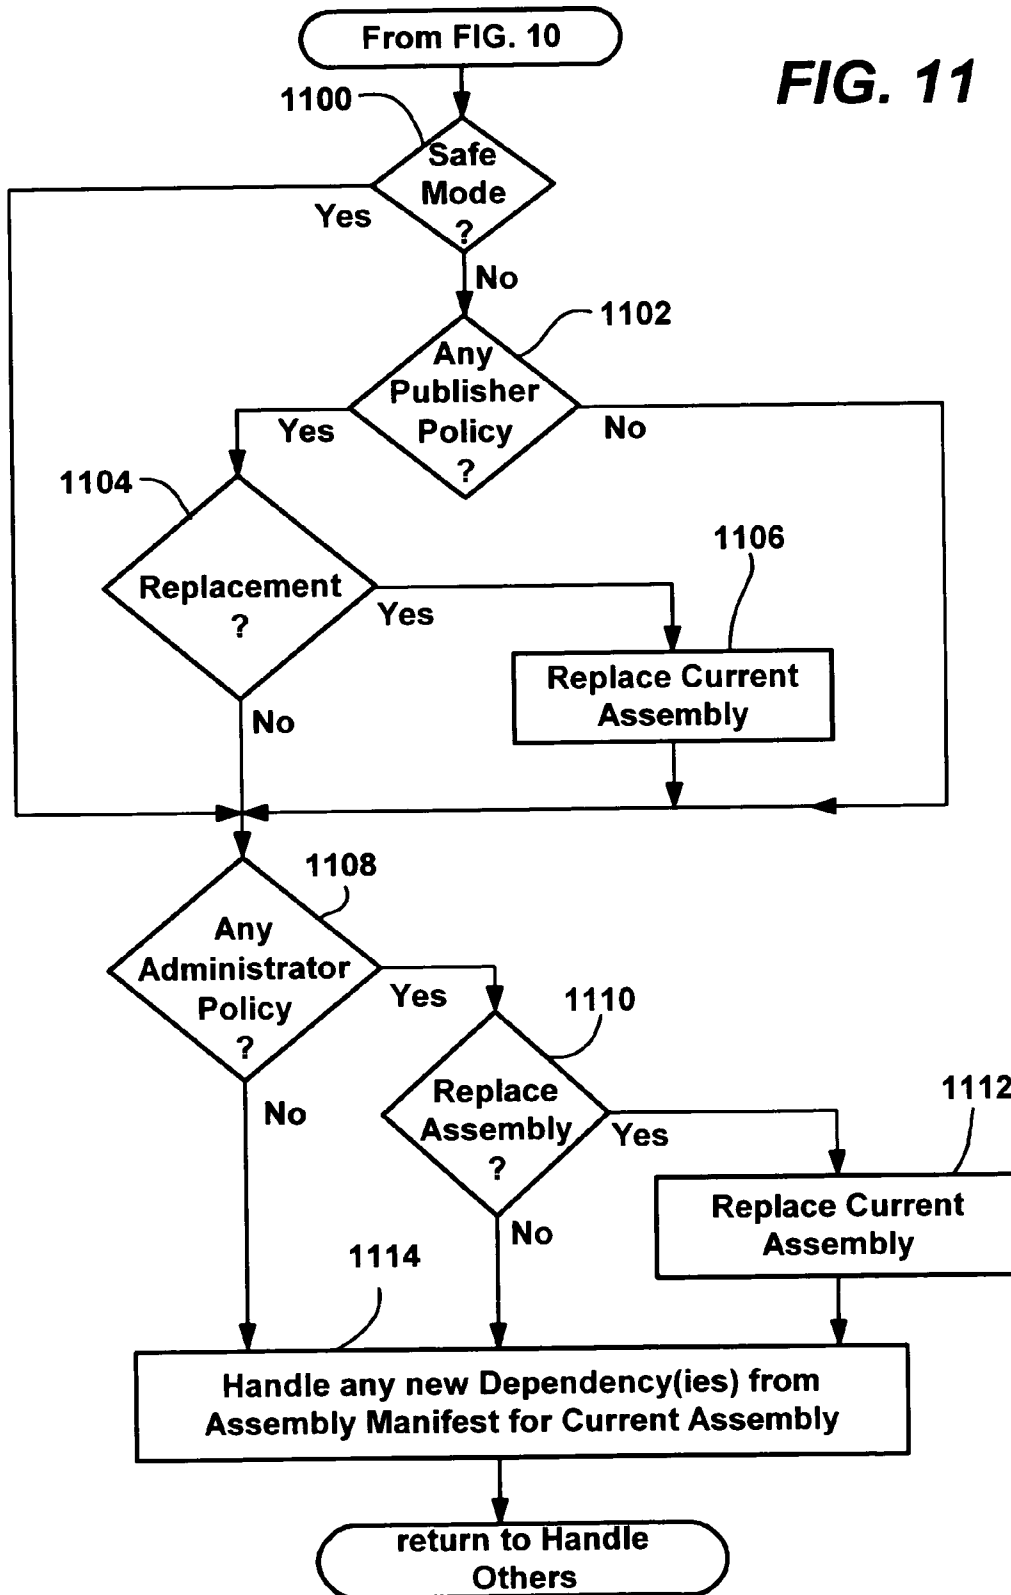 From FIG. 10
FIG. 11
1100
Safe
Mode
?
Yes
No
1102
Any
Publisher
Policy
?
Yes
No
1104
Replacement
?
Yes
No
1106
Replace Current
Assembly
1108
Any
Administrator
Policy
?
Yes
No
1110
Replace
Assembly
?
Yes
No
1112
Replace Current
Assembly
1114
Handle any new Dependency(ies) from
Assembly Manifest for Current Assembly
return to Handle
Others